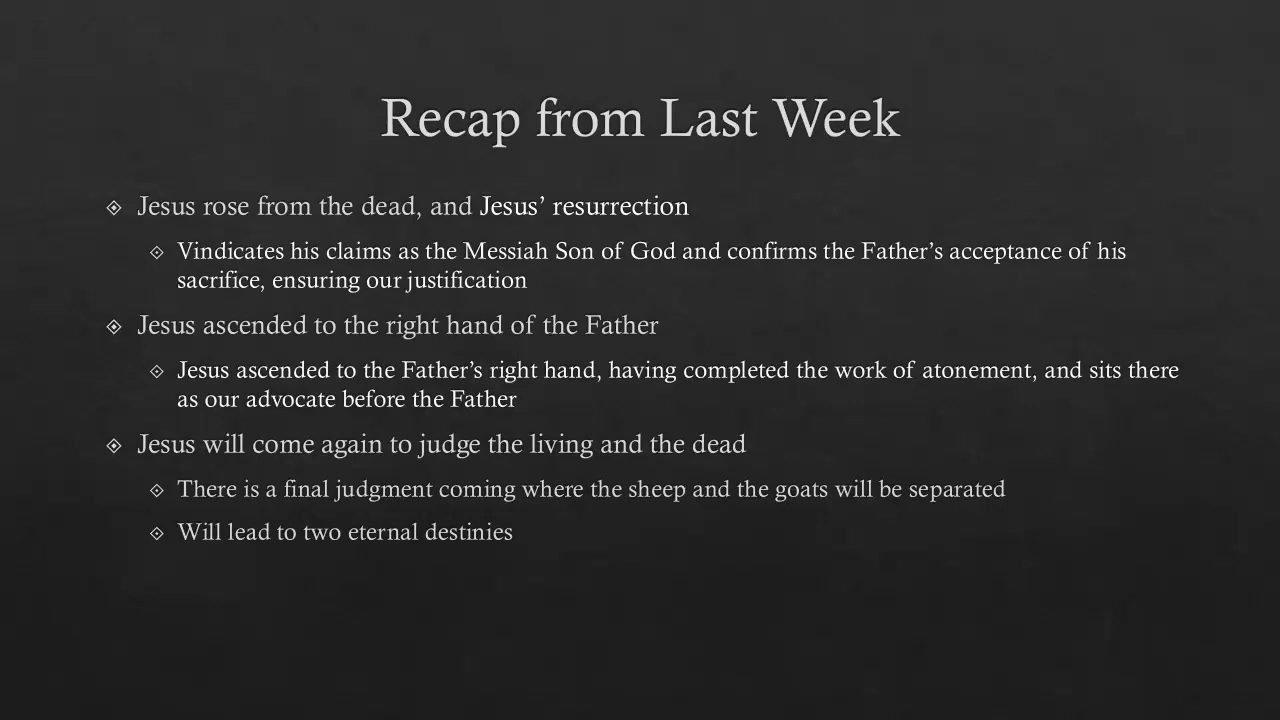 Recap from Last Week
Jesus rose from the dead, and Jesus’ resurrection
Vindicates his claims as the Messiah Son of God and confirms the Father’s acceptance of his
sacrifice, ensuring our justification
Jesus ascended to the right hand of the Father
Jesus ascended to the Father’s right hand, having completed the work of atonement, and sits there
as our advocate before the Father
Jesus will come again to judge the living and the dead
There is a final judgment coming where the sheep and the goats will be separated
Will lead to two eternal destinies